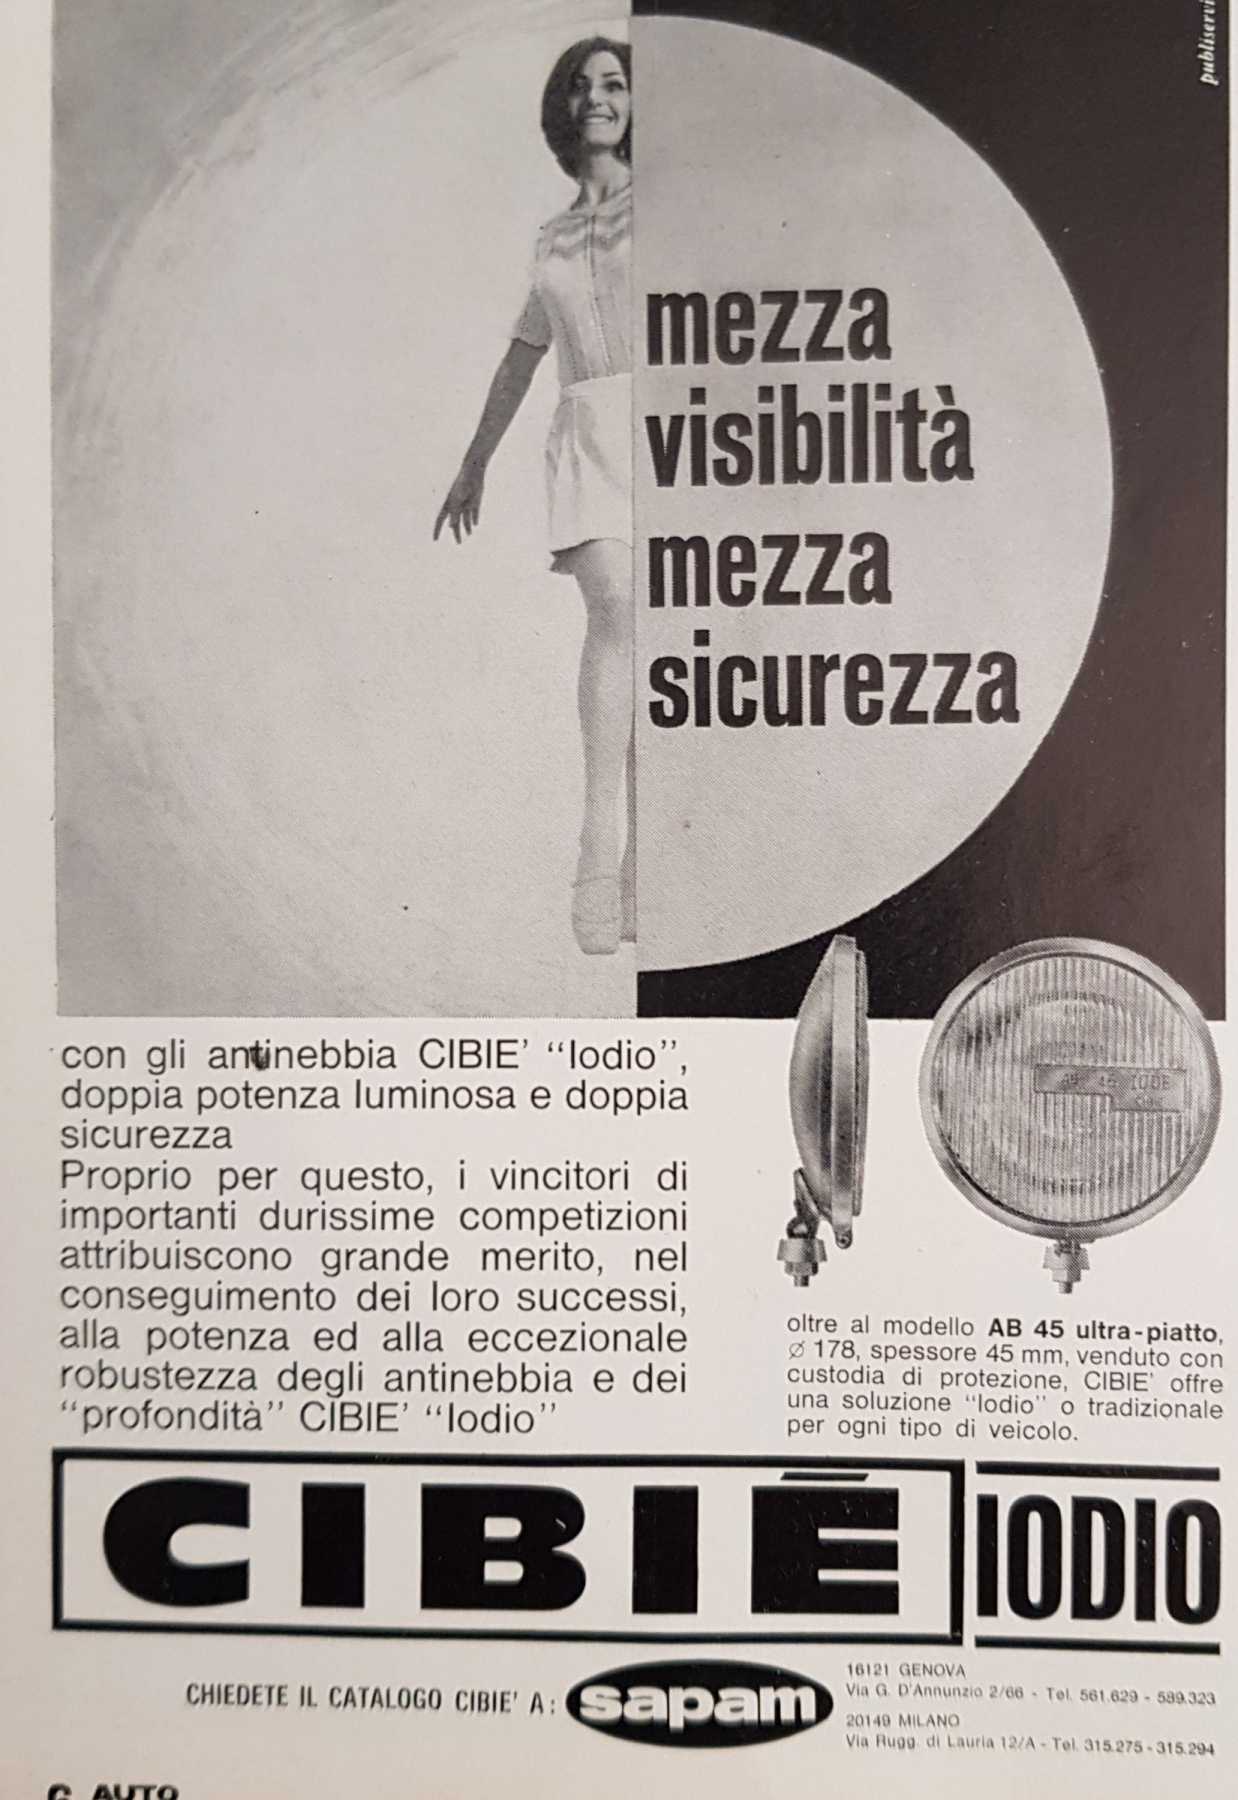 publiservi
mezza
visibilità
mezza
sicurezza
con gli antinebbia CIBIE' “Iodio”,
doppia potenza luminosa e doppia
sicurezza
Proprio per questo, i vincitori di
importanti durissime competizioni
attribuiscono grande merito, nel
conseguimento dei loro successi,
alla potenza ed alla eccezionale
robustezza degli antinebbia e dei
“profondità” CIBIE' “Iodio”
AB 45 IODE
oltre al modello AB 45 ultra-piatto,
∅ 178, spessore 45 mm, venduto con
custodia di protezione, CIBIE' offre
una soluzione “Iodio” o tradizionale
per ogni tipo di veicolo.
CIBIÉ IODIO
CHIEDETE IL CATALOGO CIBIE' A: sapam
16121 GENOVA
Via G. D'Annunzio 2/66 - Tel. 561.629 - 589.323
20149 MILANO
Via Rugg. di Lauria 12/A - Tel. 315.275 - 315.294
AUTO